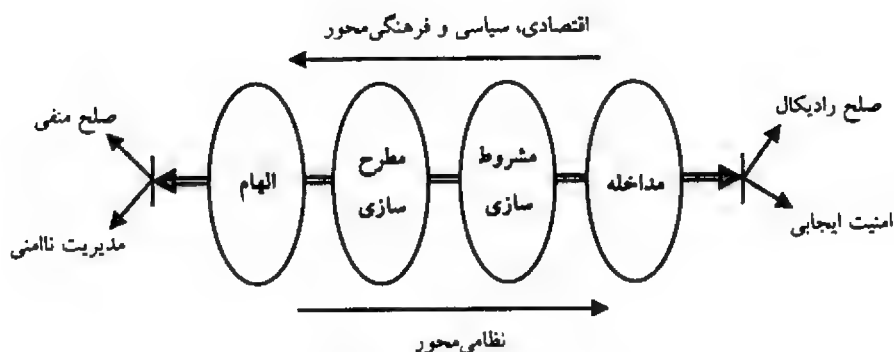 اقتصادی، سیاسی و فرهنگی‌محور
صلح رادیکال
امنیت ایجابی
مداخله
مشروط
سازی
مطرح
سازی
الهام
صلح منفی
مدیریت ناامنی
نظامی‌محور